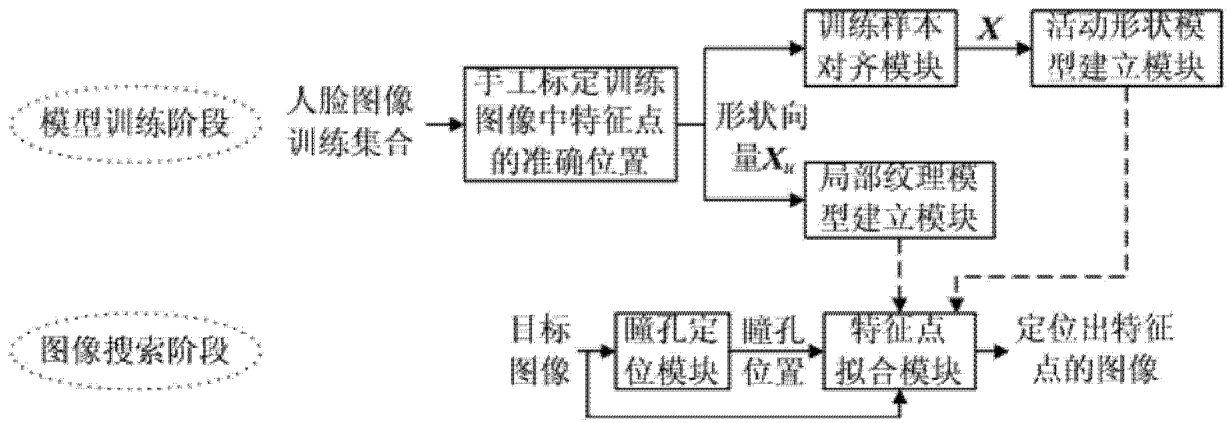 模型训练阶段
人脸图像
训练集合
手工标定训练
图像中特征点
的准确位置
形状向
量Xu
训练样本
对齐模块
X
活动形状模
型建立模块
局部纹理模
型建立模块
图像搜索阶段
目标
图像
瞳孔定
位模块
瞳孔
位置
特征点
拟合模块
定位出特征
点的图像